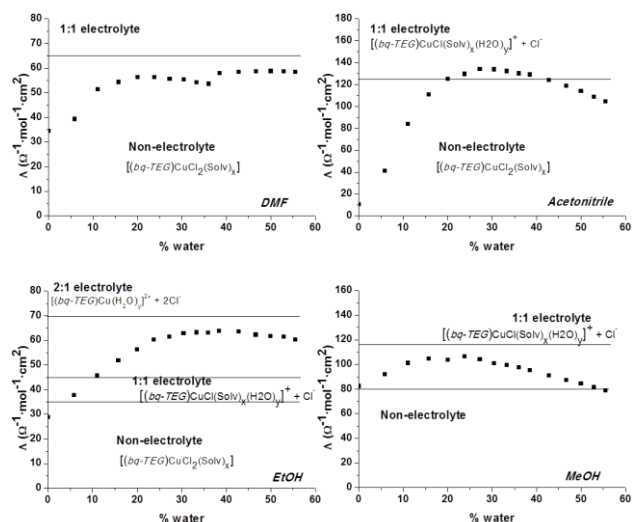 1:1 electrolyte
Λ (Ω⁻¹·mol⁻¹·cm²)
80
70
60
50
40
30
20
10
0
Non-electrolyte
[(bq-TEG)CuCl₂(Solv)ₓ]
DMF
0 10 20 30 40 50 60
% water
1:1 electrolyte
[(bq-TEG)CuCl(Solv)ₓ(H2O)ᵧ]⁺ + Cl⁻
Λ (Ω⁻¹·mol⁻¹·cm²)
180
160
140
120
100
80
60
40
20
0
Non-electrolyte
[(bq-TEG)CuCl₂(Solv)ₓ]
Acetonitrile
0 10 20 30 40 50 60
% water
2:1 electrolyte
[(bq-TEG)Cu(H₂O)ᵧ]²⁺ + 2Cl⁻
Λ (Ω⁻¹·mol⁻¹·cm²)
80
70
60
50
40
30
20
10
0
1:1 electrolyte
[(bq-TEG)CuCl(Solv)ₓ(H2O)ᵧ]⁺ + Cl⁻
Non-electrolyte
[(bq-TEG)CuCl₂(Solv)ₓ]
EtOH
0 10 20 30 40 50 60
% water
1:1 electrolyte
[(bq-TEG)CuCl(Solv)ₓ(H2O)ᵧ]⁺ + Cl⁻
Λ (Ω⁻¹·mol⁻¹·cm²)
160
140
120
100
80
60
40
20
0
Non-electrolyte
MeOH
0 10 20 30 40 50 60
% water